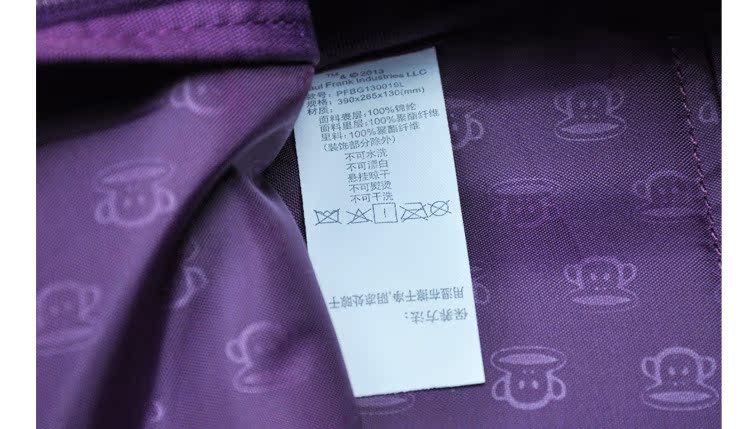 TM & © 2013
Paul Frank Industries LLC
款号：PFBG130015L
规格：390x265x130(mm)
材质：
面料表层：100%锦纶
面料里层：100%聚酯纤维
里料：100%聚酯纤维
(装饰部分除外)
不可水洗
不可漂白
悬挂晾干
不可熨烫
不可干洗
保养方法：
用湿布擦干净,阴凉处晾干